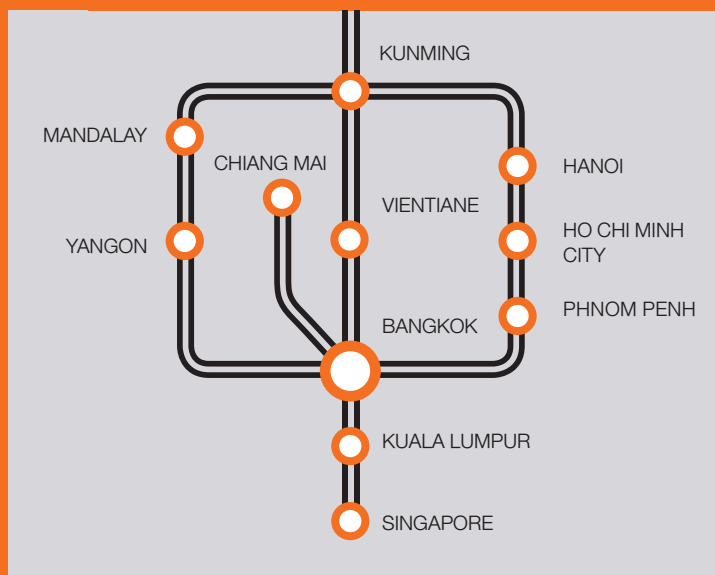 KUNMING
MANDALAY
CHIANG MAI
HANOI
VIENTIANE
YANGON
HO CHI MINH
CITY
PHNOM PENH
BANGKOK
KUALA LUMPUR
SINGAPORE